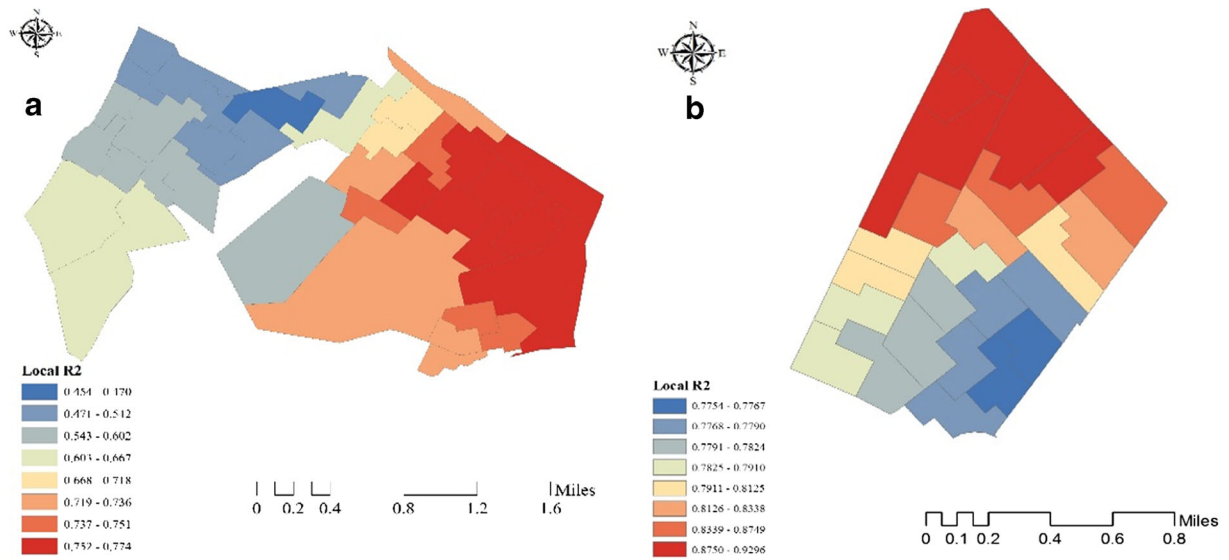 N
W E
S
a
Local R2
0.454 - 0.170
0.471 - 0.512
0.543 - 0.602
0.603 - 0.667
0.668 - 0.718
0.719 - 0.736
0.737 - 0.751
0.752 - 0.774
Miles
0 0.2 0.4 0.8 1.2 1.6
N
W E
S
b
Local R2
0.7754 - 0.7767
0.7768 - 0.7790
0.7791 - 0.7824
0.7825 - 0.7910
0.7911 - 0.8125
0.8126 - 0.8338
0.8339 - 0.8749
0.8750 - 0.9296
Miles
0 0.1 0.2 0.4 0.6 0.8